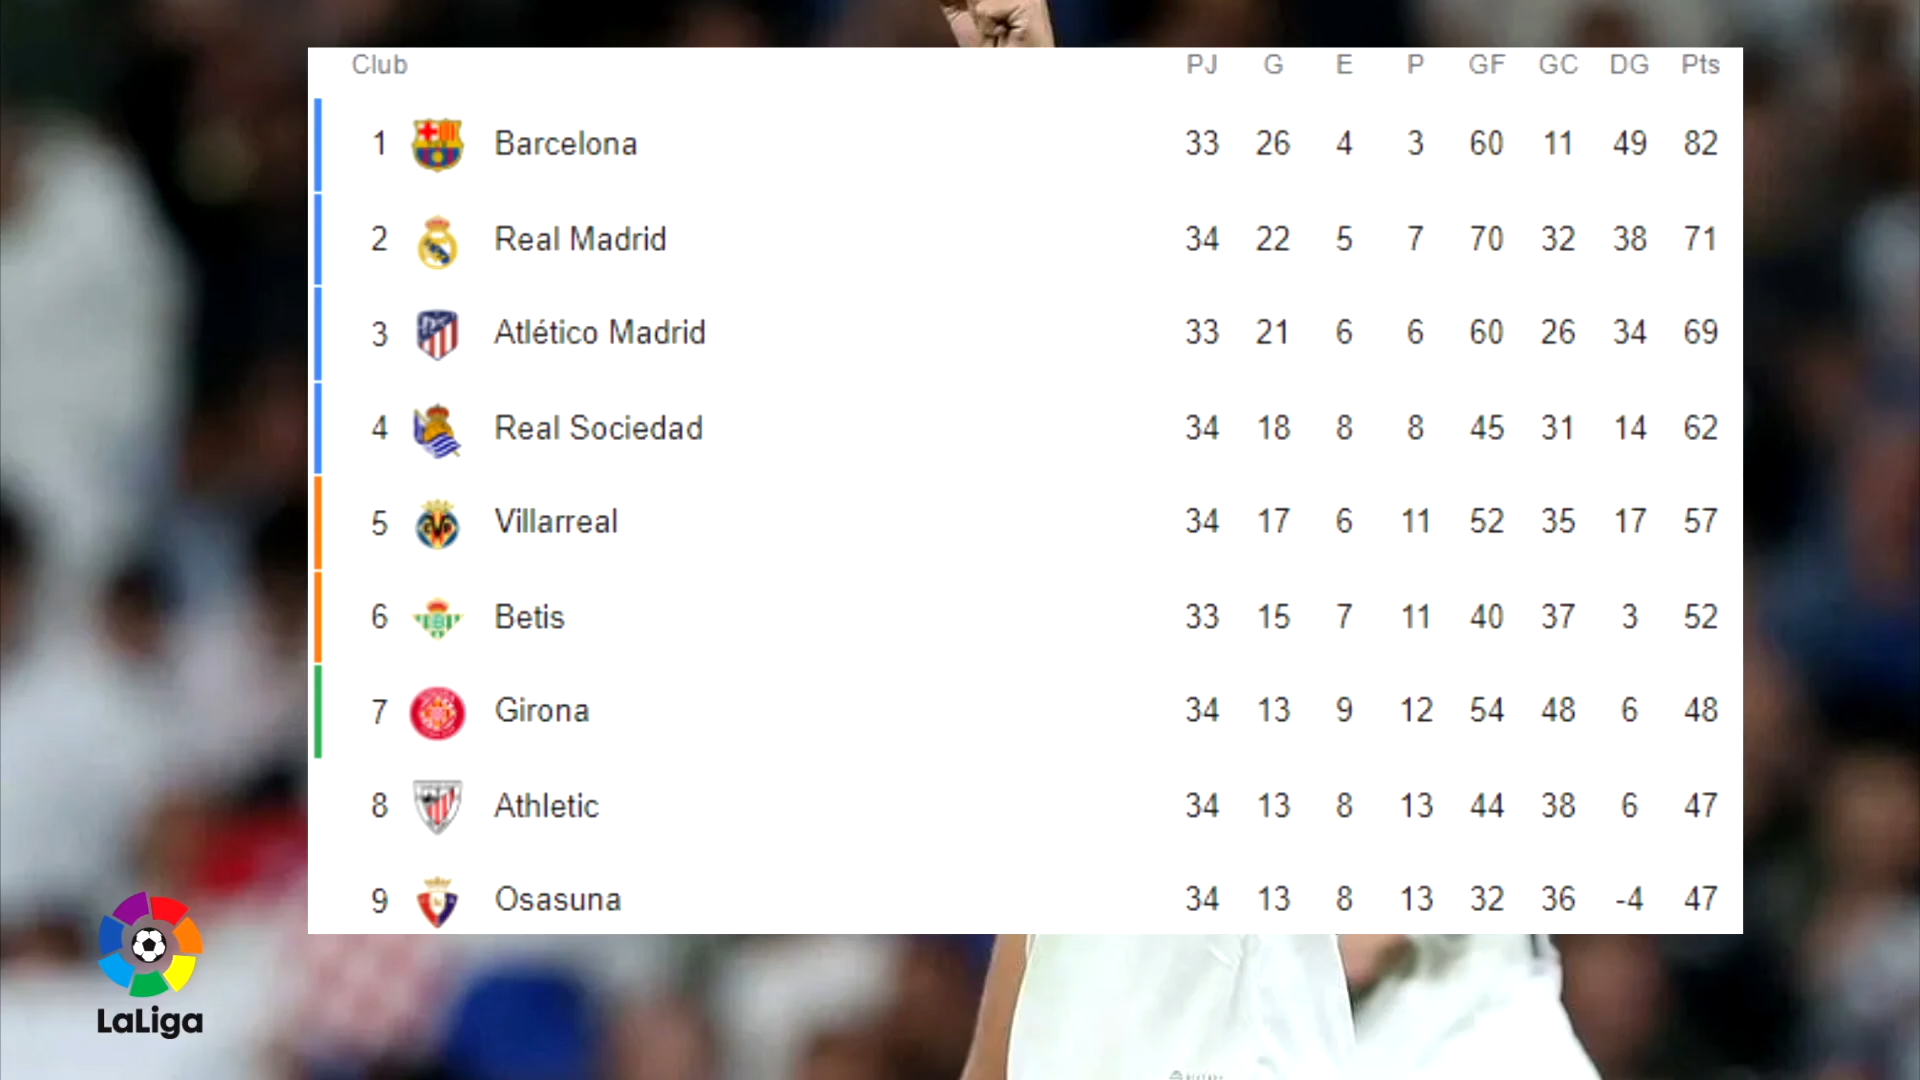 Club PJ G E P GF GC DG Pts
1 Barcelona 33 26 4 3 60 11 49 82
2 Real Madrid 34 22 5 7 70 32 38 71
3 Atlético Madrid 33 21 6 6 60 26 34 69
4 Real Sociedad 34 18 8 8 45 31 14 62
5 Villarreal 34 17 6 11 52 35 17 57
6 Betis 33 15 7 11 40 37 3 52
7 Girona 34 13 9 12 54 48 6 48
8 Athletic 34 13 8 13 44 38 6 47
9 Osasuna 34 13 8 13 32 36 -4 47
LaLiga